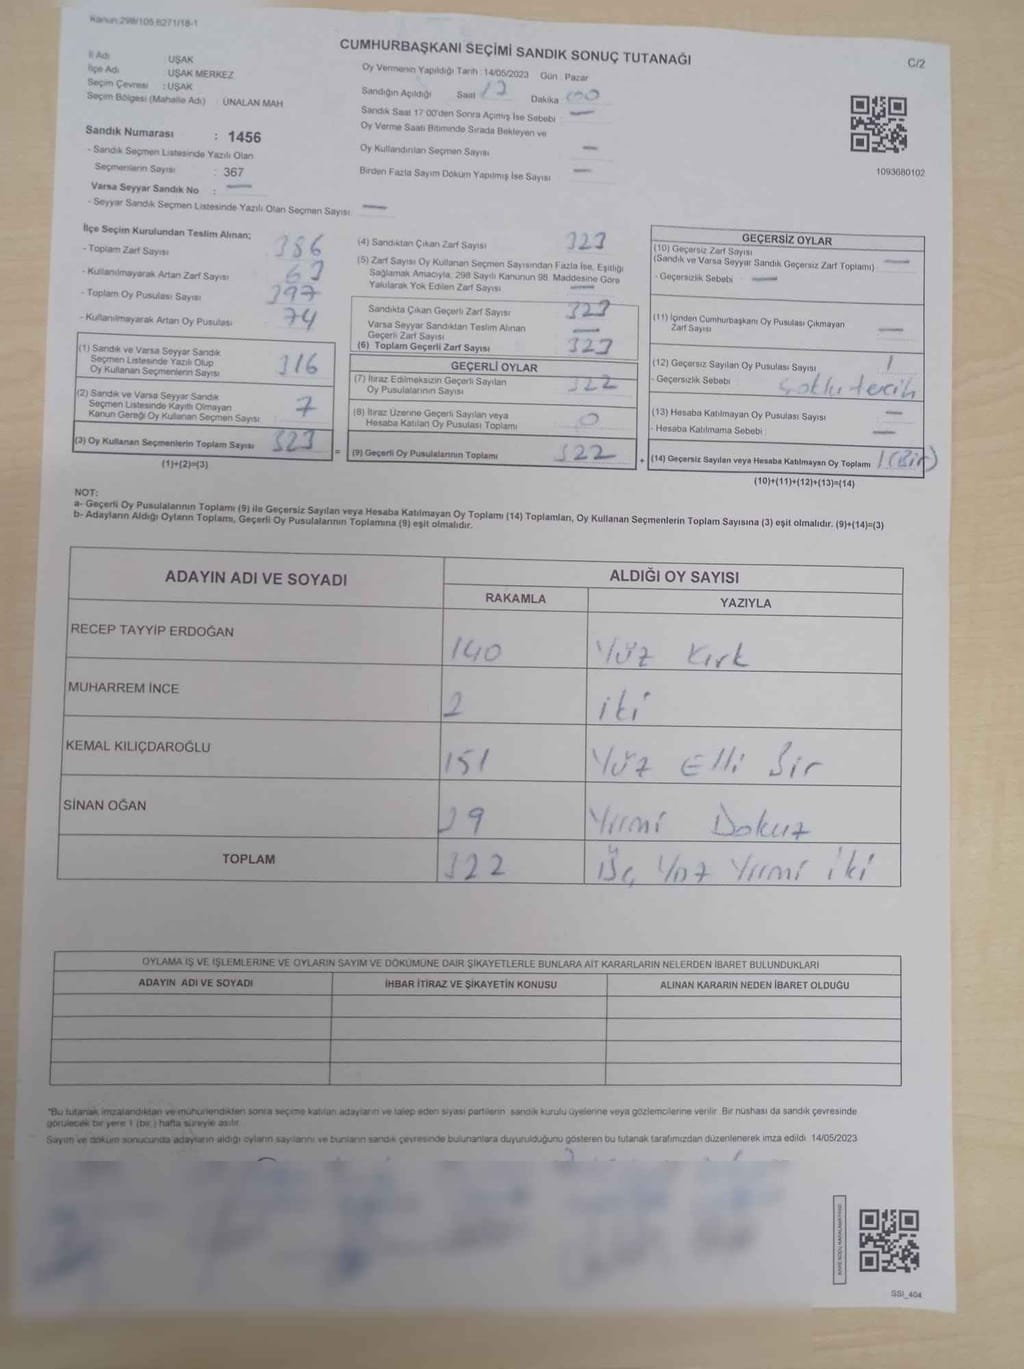 Kanun:298/105 6271/18-1
CUMHURBAŞKANI SEÇİMİ SANDIK SONUÇ TUTANAĞI
C/2
İl Adı : UŞAK
İlçe Adı : UŞAK MERKEZ
Seçim Çevresi : UŞAK
Seçim Bölgesi (Mahalle Adı) : ÜNALAN MAH
Sandık Numarası : 1456
- Sandık Seçmen Listesinde Yazılı Olan
Seçmenlerin Sayısı : 367
Varsa Seyyar Sandık No : —
- Seyyar Sandık Seçmen Listesinde Yazılı Olan Seçmen Sayısı : —
Oy Vermenin Yapıldığı Tarih :14/05/2023 Gün : Pazar
Sandığın Açıldığı Saat 17 Dakika 00
Sandık Saat 17:00'den Sonra Açımış İse Sebebi : —
Oy Verme Saati Bitiminde Sırada Bekleyen ve
Oy Kullandırılan Seçmen Sayısı —
Birden Fazla Sayım Döküm Yapılmış İse Sayısı —
1093680102
İlçe Seçim Kurulundan Teslim Alınan;
- Toplam Zarf Sayısı 386
- Kullanılmayarak Artan Zarf Sayısı 63
- Toplam Oy Pusulası Sayısı 397
- Kullanılmayarak Artan Oy Pusulası 74
(1) Sandık ve Varsa Seyyar Sandık
Seçmen Listesinde Yazılı Olup
Oy Kullanan Seçmenlerin Sayısı 316
(2) Sandık ve Varsa Seyyar Sandık
Seçmen Listesinde Kayıtlı Olmayan
Kanun Gereği Oy Kullanan Seçmen Sayısı 7
(3) Oy Kullanan Seçmenlerin Toplam Sayısı 323
(1)+(2)=(3)
(4) Sandıktan Çıkan Zarf Sayısı 323
(5) Zarf Sayısı Oy Kullanan Seçmen Sayısından Fazla İse, Eşitliği
Sağlamak Amacıyla, 298 Sayılı Kanunun 98. Maddesine Göre
Yakılarak Yok Edilen Zarf Sayısı —
Sandıkta Çıkan Geçerli Zarf Sayısı 323
Varsa Seyyar Sandıktan Teslim Alınan
Geçerli Zarf Sayısı —
(6) Toplam Geçerli Zarf Sayısı 323
GEÇERLİ OYLAR
(7) İtiraz Edilmeksizin Geçerli Sayılan
Oy Pusulalarının Sayısı 322
(8) İtiraz Üzerine Geçerli Sayılan veya
Hesaba Katılan Oy Pusulası Toplamı 0
= (9) Geçerli Oy Pusulalarının Toplamı 322
GEÇERSİZ OYLAR
(10) Geçersiz Zarf Sayısı
(Sandık ve Varsa Seyyar Sandık Geçersiz Zarf Toplamı) —
- Geçersizlik Sebebi : —
(11) İçinden Cumhurbaşkanı Oy Pusulası Çıkmayan
Zarf Sayısı —
(12) Geçersiz Sayılan Oy Pusulası Sayısı 1
- Geçersizlik Sebebi : Çoklu tercih
(13) Hesaba Katılmayan Oy Pusulası Sayısı —
- Hesaba Katılmama Sebebi : —
+ (14) Geçersiz Sayılan veya Hesaba Katılmayan Oy Toplamı 1 (Bir)
(10)+(11)+(12)+(13)=(14)
NOT:
a- Geçerli Oy Pusulalarının Toplamı (9) ile Geçersiz Sayılan veya Hesaba Katılmayan Oy Toplamı (14) Toplamları, Oy Kullanan Seçmenlerin Toplam Sayısına (3) eşit olmalıdır. (9)+(14)=(3)
b- Adayların Aldığı Oyların Toplamı, Geçerli Oy Pusulalarının Toplamına (9) eşit olmalıdır.
ADAYIN ADI VE SOYADI ALDIĞI OY SAYISI
RAKAMLA YAZIYLA
RECEP TAYYİP ERDOĞAN 140 Yüz Kırk
MUHARREM İNCE 2 iki
KEMAL KILIÇDAROĞLU 151 Yüz Elli Bir
SİNAN OĞAN 29 Yirmi Dokuz
TOPLAM 322 Üç Yüz Yirmi iki
OYLAMA İŞ VE İŞLEMLERİNE VE OYLARIN SAYIM VE DÖKÜMÜNE DAİR ŞİKAYETLERLE BUNLARA AİT KARARLARIN NELERDEN İBARET BULUNDUKLARI
ADAYIN ADI VE SOYADI İHBAR İTİRAZ VE ŞİKAYETİN KONUSU ALINAN KARARIN NEDEN İBARET OLDUĞU
*Bu tutanak imzalandıktan ve mühürlendikten sonra seçime katılan adayların ve talep eden siyasi partilerin sandık kurulu üyelerine veya gözlemcilerine verilir. Bir nüshası da sandık çevresinde
görülecek bir yere 1 (bir ) hafta süreyle asılır.
Sayım ve döküm sonucunda adayların aldığı oyların sayılarını ve bunların sandık çevresinde bulunanlara duyurulduğunu gösteren bu tutanak tarafımızdan düzenlenerek imza edildi. 14/05/2023
SSI_404